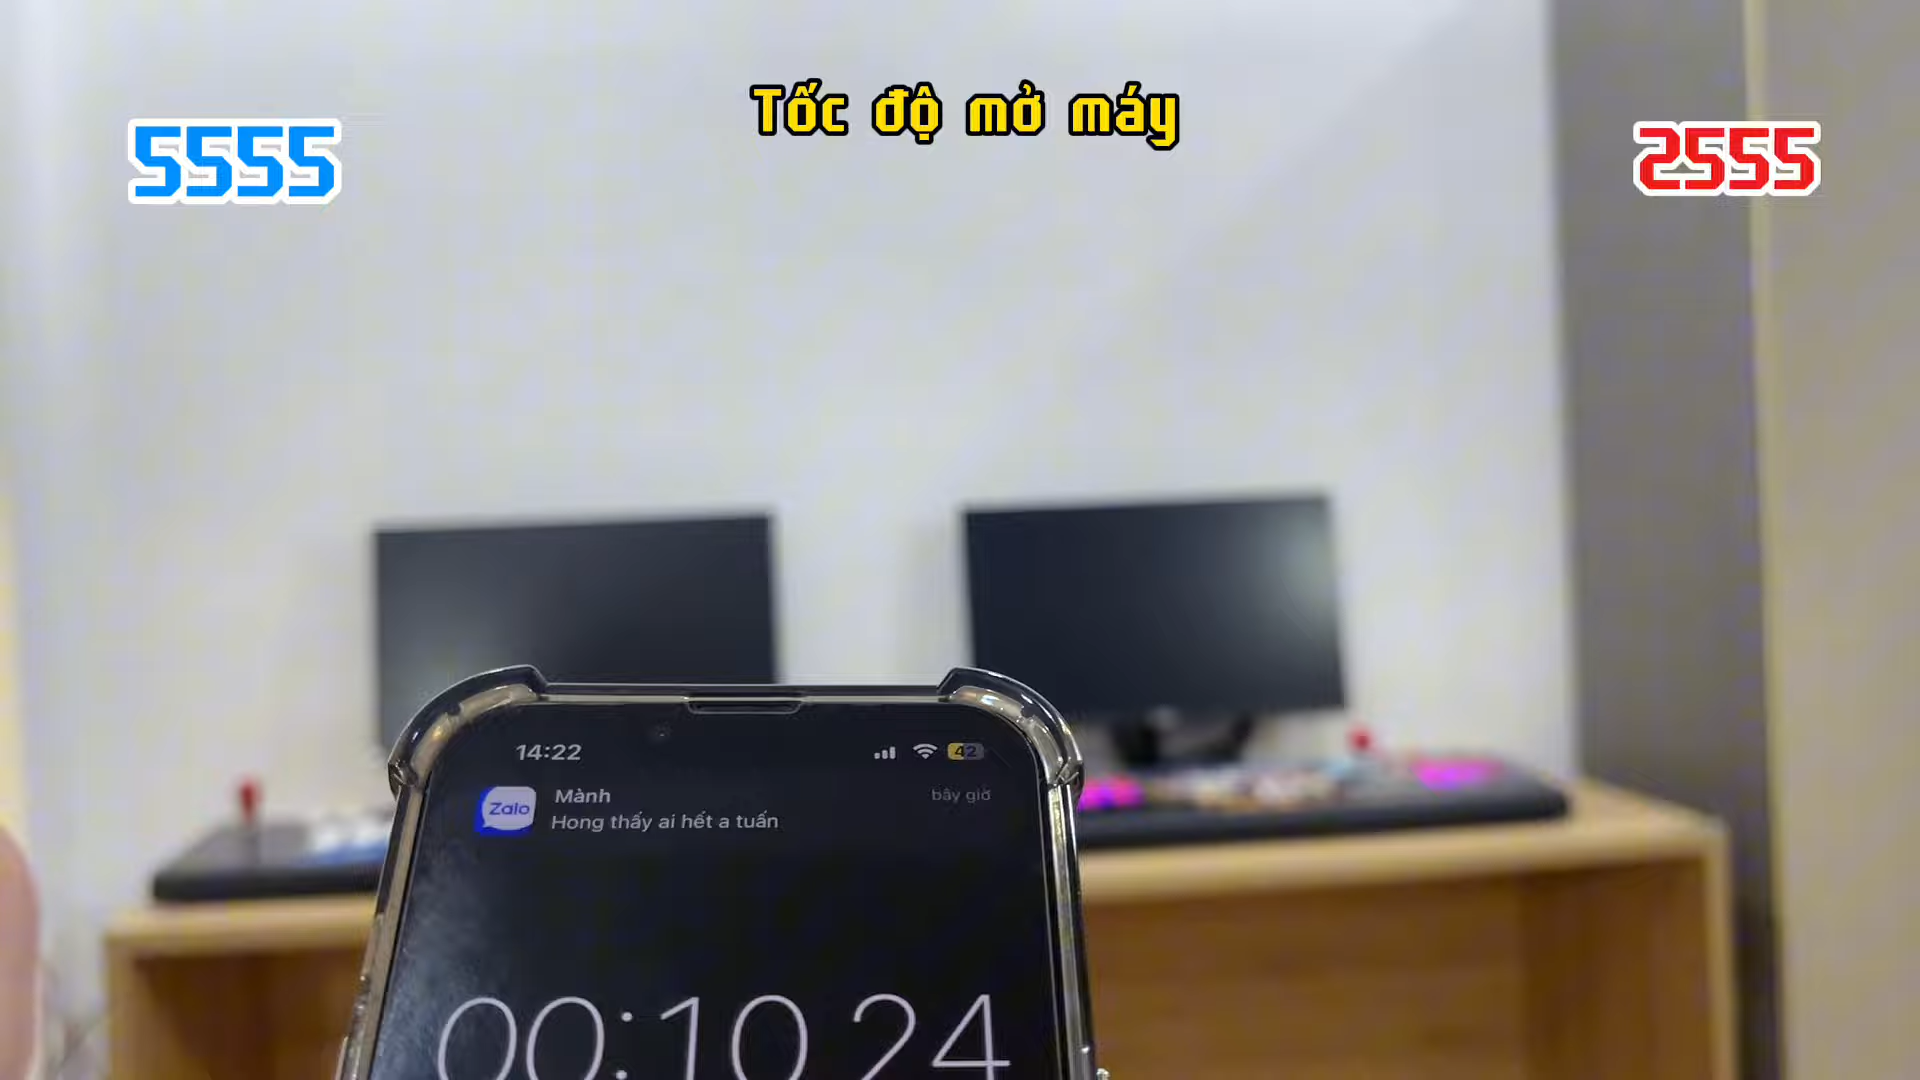 Tốc độ mở máy
5555
2555
14:22
42
Zalo
Mành
bây giờ
Hong thấy ai hết a tuấn
00:10,24